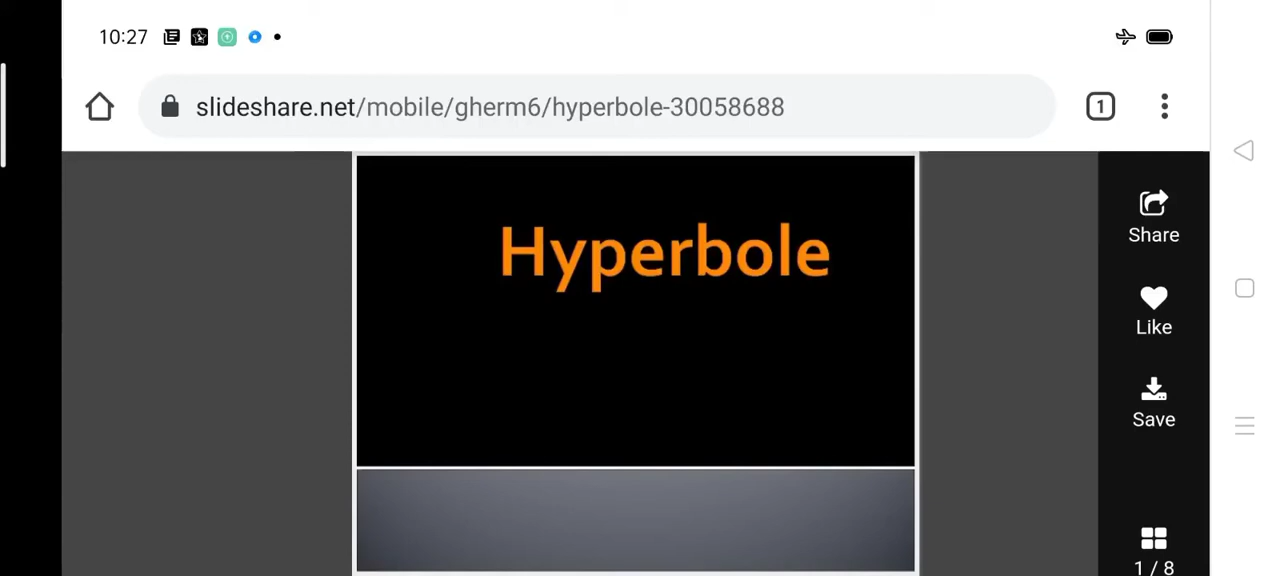 10:27
slideshare.net/mobile/gherm6/hyperbole-30058688
1
Hyperbole
Share
Like
Save
1 / 8